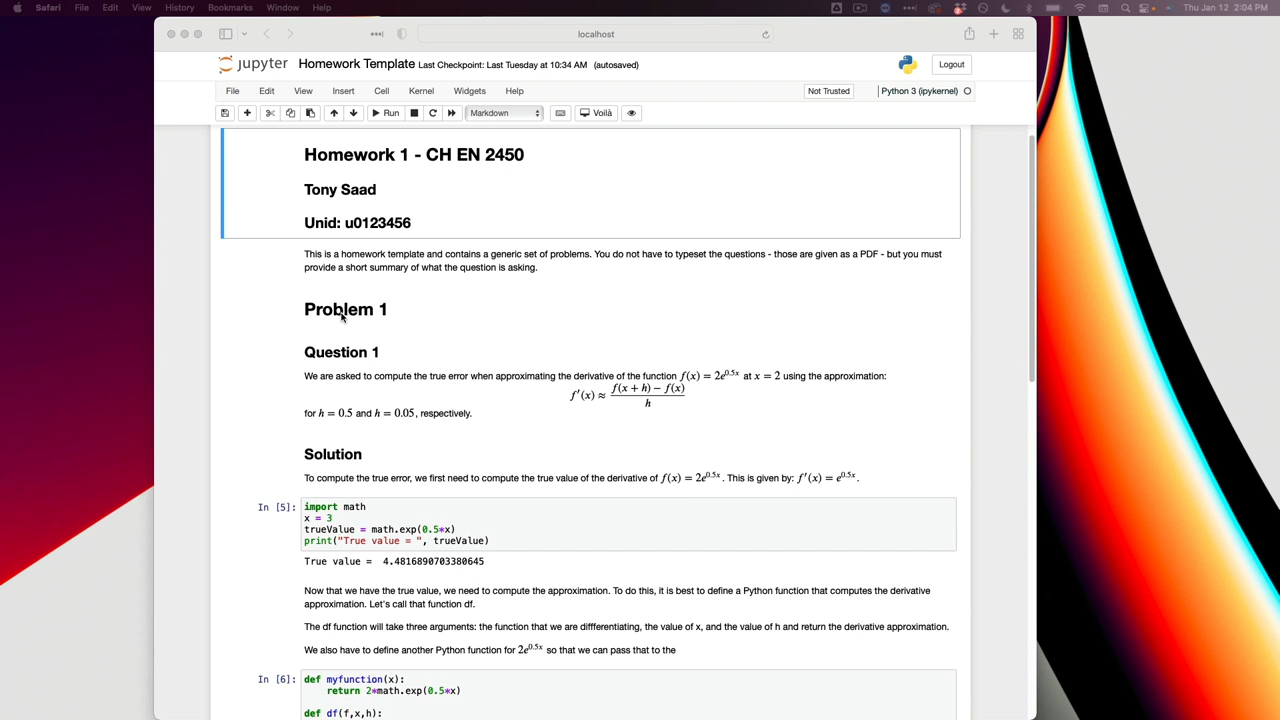 Safari File Edit View History Bookmarks Window Help Thu Jan 12 2:04 PM
localhost
jupyter Homework Template Last Checkpoint: Last Tuesday at 10:34 AM (autosaved) Logout
File Edit View Insert Cell Kernel Widgets Help Not Trusted Python 3 (ipykernel)
Run Markdown Voilà
Homework 1 - CH EN 2450
Tony Saad
Unid: u0123456
This is a homework template and contains a generic set of problems. You do not have to typeset the questions - those are given as a PDF - but you must
provide a short summary of what the question is asking.
Problem 1
Question 1
We are asked to compute the true error when approximating the derivative of the function f(x) = 2e^{0.5x} at x = 2 using the approximation:
f′(x) ≈ \frac{f(x + h) − f(x)}{h}
for h = 0.5 and h = 0.05, respectively.
Solution
To compute the true error, we first need to compute the true value of the derivative of f(x) = 2e^{0.5x}. This is given by: f′(x) = e^{0.5x}.
In [5]: import math
x = 3
trueValue = math.exp(0.5*x)
print("True value = ", trueValue)
True value =  4.4816890703380645
Now that we have the true value, we need to compute the approximation. To do this, it is best to define a Python function that computes the derivative
approximation. Let's call that function df.
The df function will take three arguments: the function that we are diffferentiating, the value of x, and the value of h and return the derivative approximation.
We also have to define another Python function for 2e^{0.5x} so that we can pass that to the
In [6]: def myfunction(x):
return 2*math.exp(0.5*x)
def df(f,x,h):